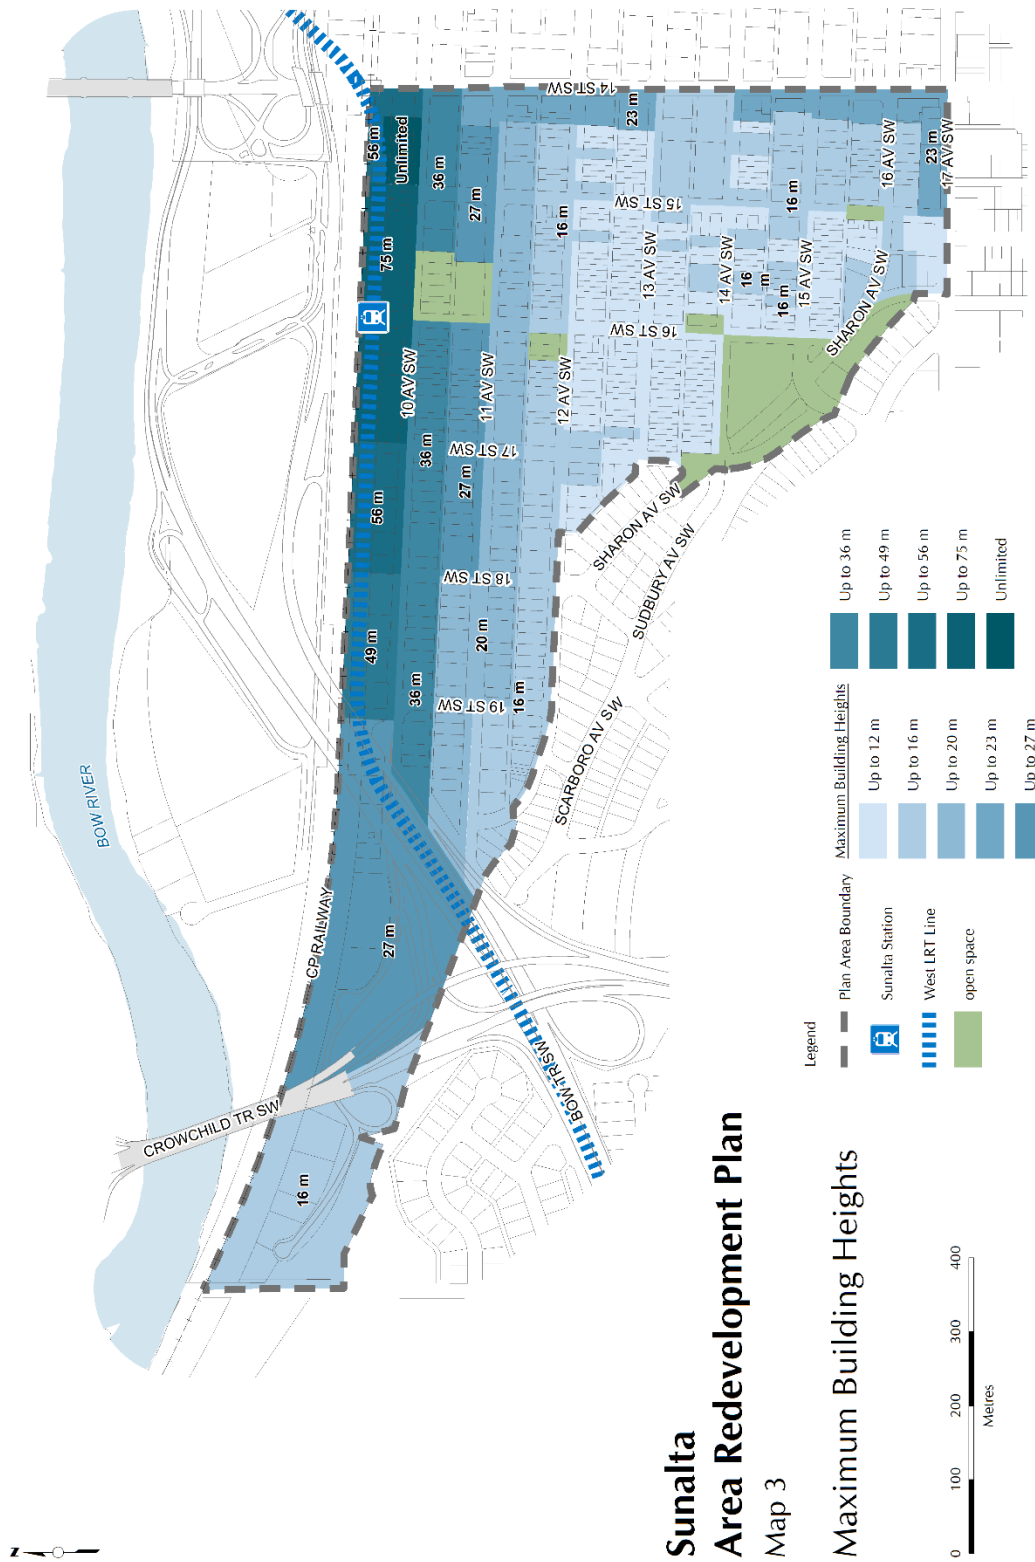 N
Sunalta
Area Redevelopment Plan
Map 3
Maximum Building Heights
0 100 200 300 400
Metres
Legend
Plan Area Boundary
Sunalta Station
West LRT Line
open space
Maximum Building Heights
Up to 12 m
Up to 16 m
Up to 20 m
Up to 23 m
Up to 27 m
Up to 36 m
Up to 49 m
Up to 56 m
Up to 75 m
Unlimited
BOW RIVER
CROWCHILD TR SW
CP RAILWAY
BOW TR SW
16 m
27 m
49 m
56 m
75 m
56 m
Unlimited
10 AV SW
36 m
36 m
36 m
11 AV SW
27 m
27 m
20 m
12 AV SW
16 m
16 m
13 AV SW
14 AV SW
16
m
16 m
15 AV SW
16 m
16 AV SW
23 m
23 m
17 AV SW
14 ST SW
15 ST SW
16 ST SW
17 ST SW
18 ST SW
19 ST SW
SHARON AV SW
SHARON AV SW
SUDBURY AV SW
SCARBORO AV SW